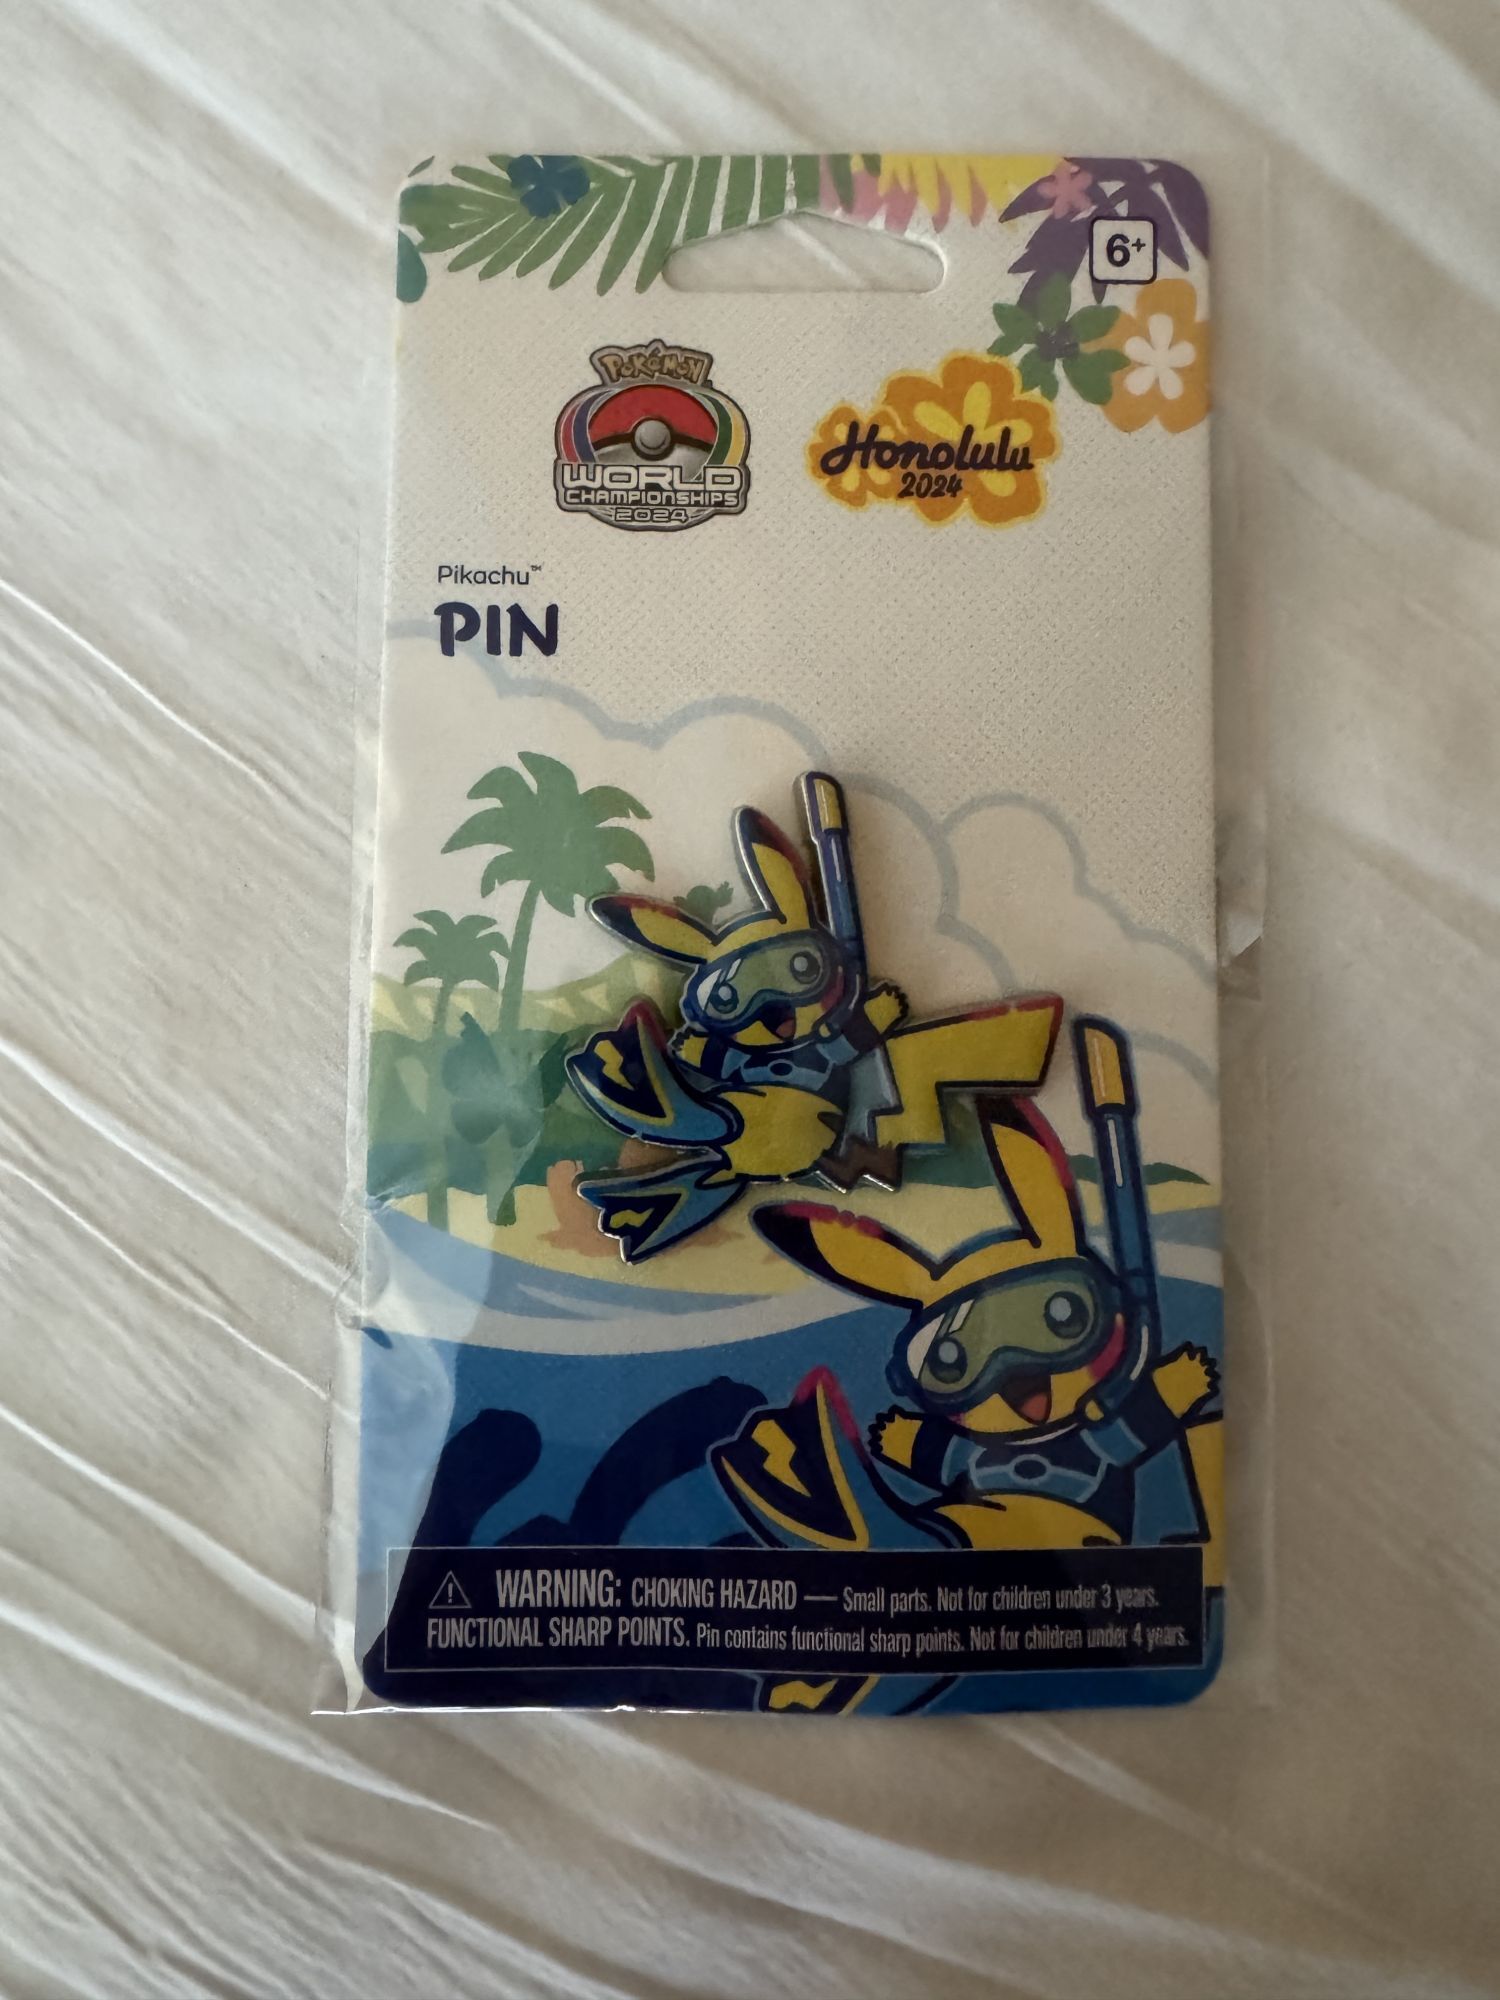 6+
POKÉMON
WORLD
CHAMPIONSHIPS
2024
Honolulu
2024
Pikachu™
PIN
WARNING: CHOKING HAZARD — Small parts. Not for children under 3 years.
FUNCTIONAL SHARP POINTS. Pin contains functional sharp points. Not for children under 4 years.